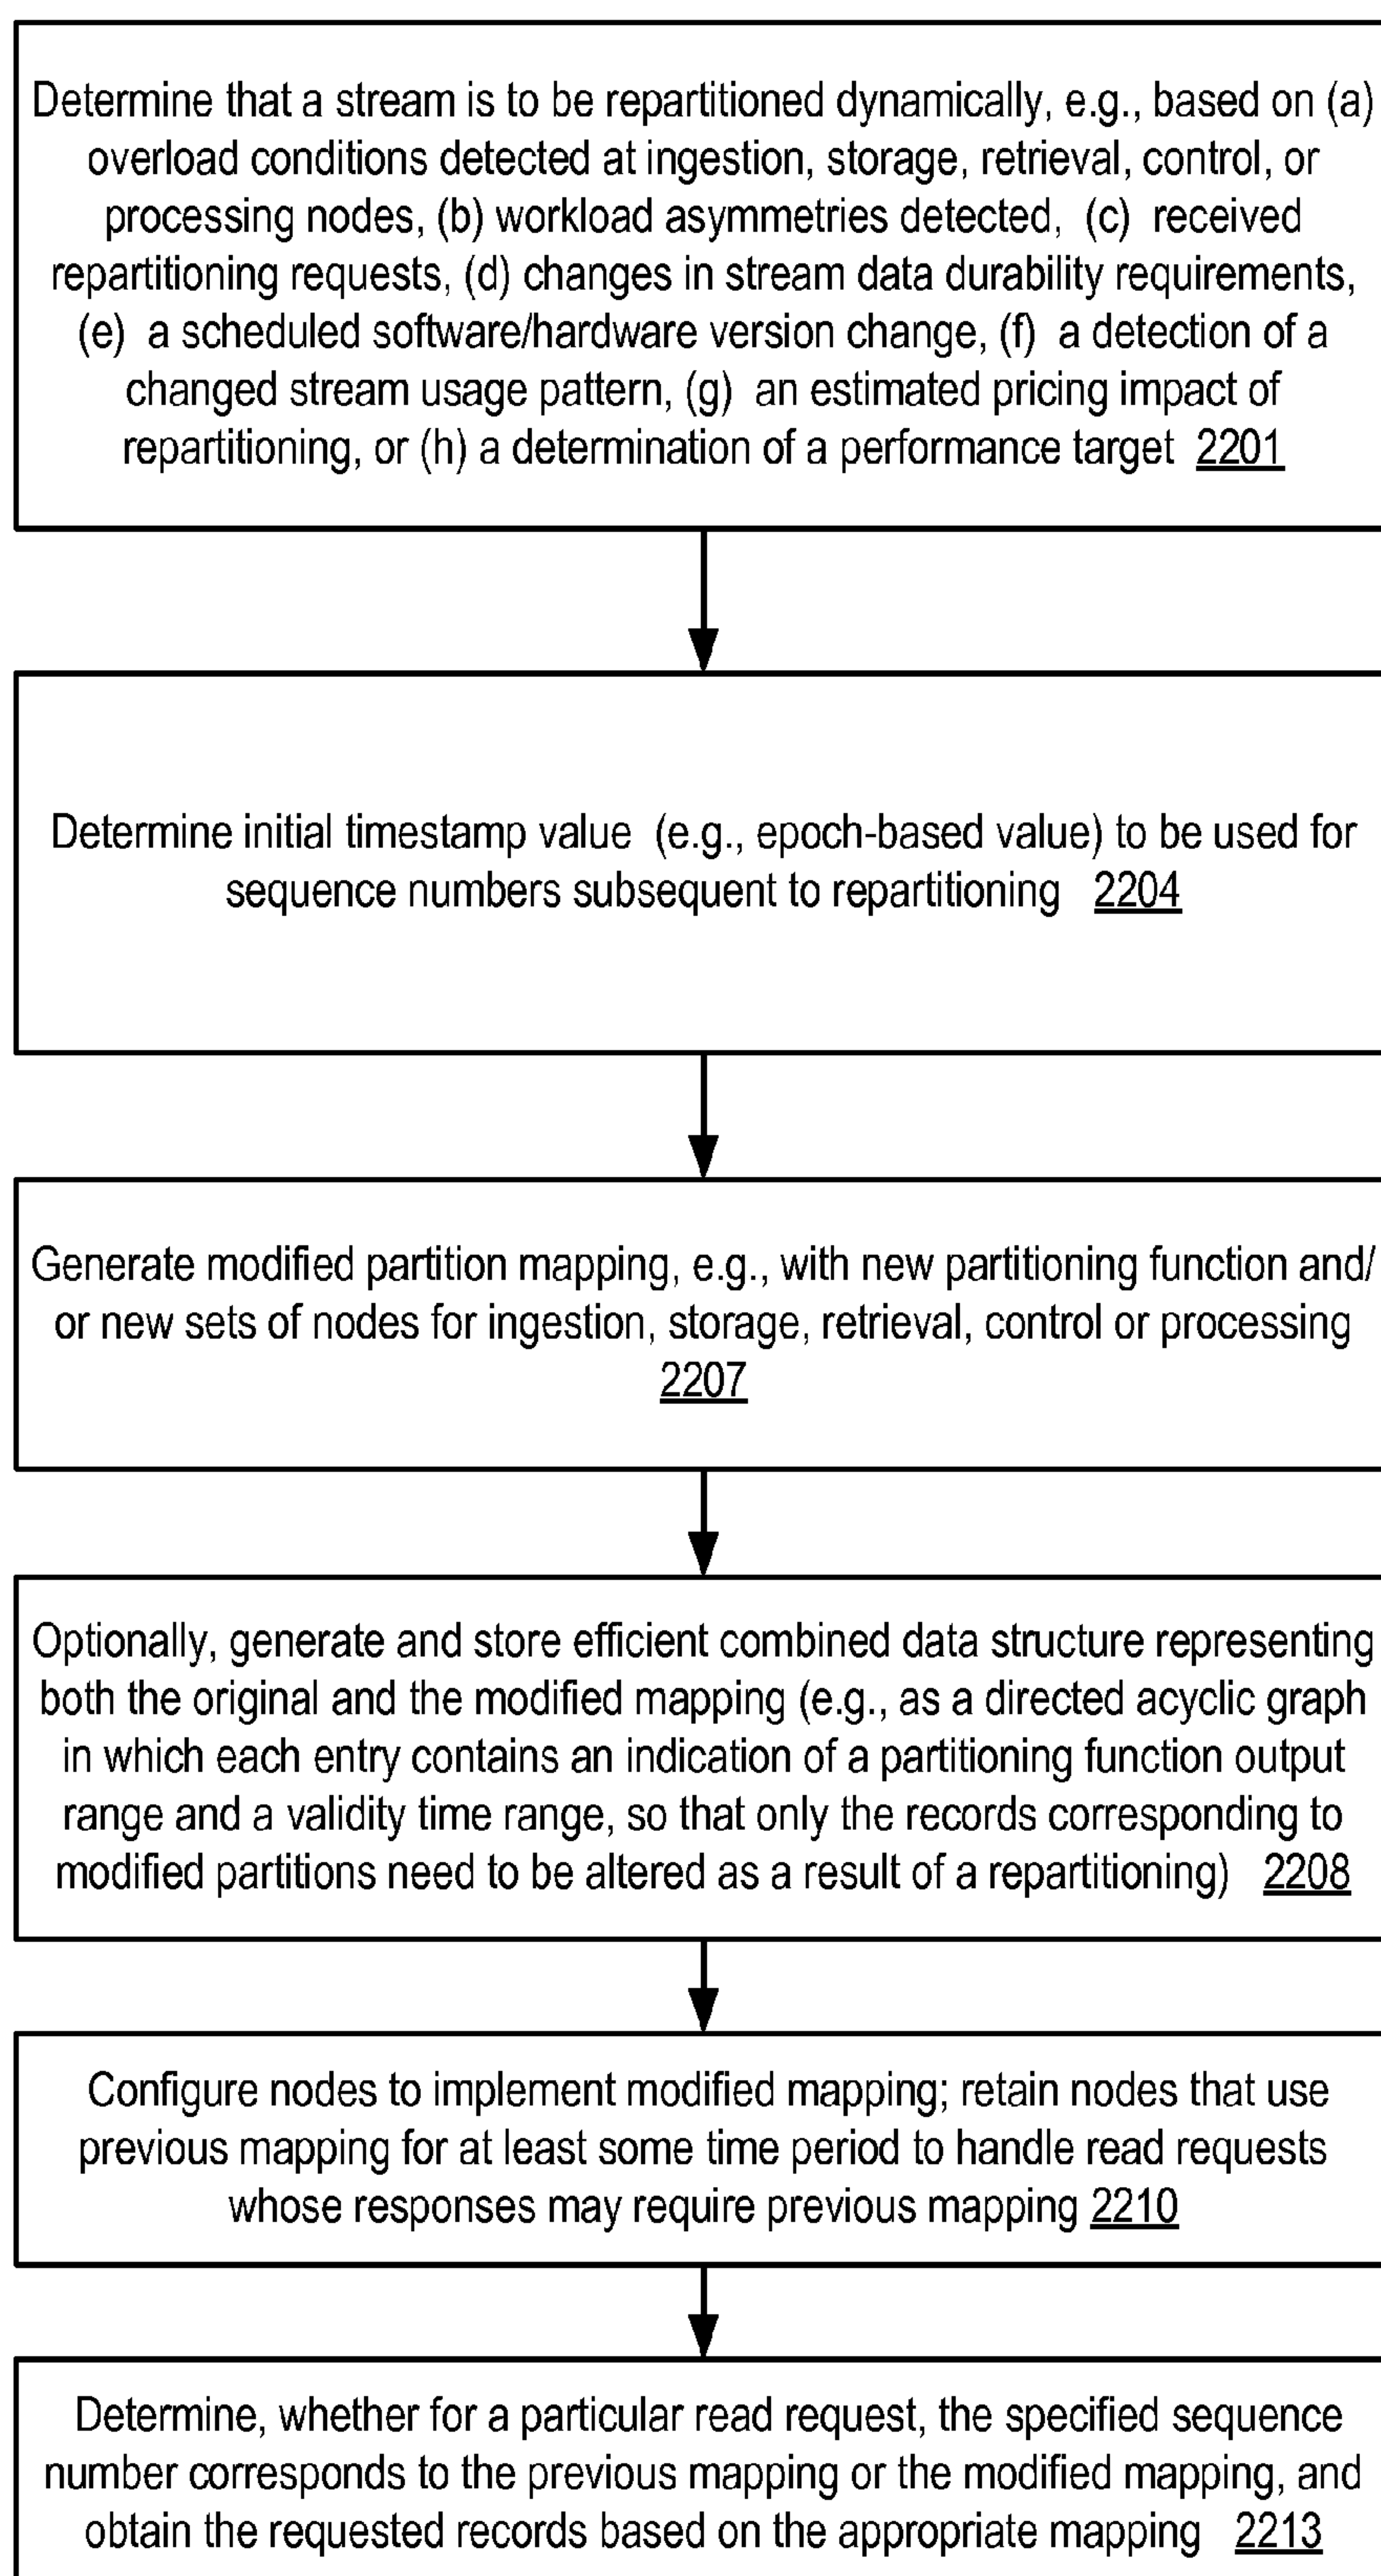 Determine that a stream is to be repartitioned dynamically, e.g., based on (a)
overload conditions detected at ingestion, storage, retrieval, control, or
processing nodes, (b) workload asymmetries detected, (c) received
repartitioning requests, (d) changes in stream data durability requirements,
(e) a scheduled software/hardware version change, (f) a detection of a
changed stream usage pattern, (g) an estimated pricing impact of
repartitioning, or (h) a determination of a performance target 2201
Determine initial timestamp value (e.g., epoch-based value) to be used for
sequence numbers subsequent to repartitioning 2204
Generate modified partition mapping, e.g., with new partitioning function and/
or new sets of nodes for ingestion, storage, retrieval, control or processing
2207
Optionally, generate and store efficient combined data structure representing
both the original and the modified mapping (e.g., as a directed acyclic graph
in which each entry contains an indication of a partitioning function output
range and a validity time range, so that only the records corresponding to
modified partitions need to be altered as a result of a repartitioning) 2208
Configure nodes to implement modified mapping; retain nodes that use
previous mapping for at least some time period to handle read requests
whose responses may require previous mapping 2210
Determine, whether for a particular read request, the specified sequence
number corresponds to the previous mapping or the modified mapping, and
obtain the requested records based on the appropriate mapping 2213